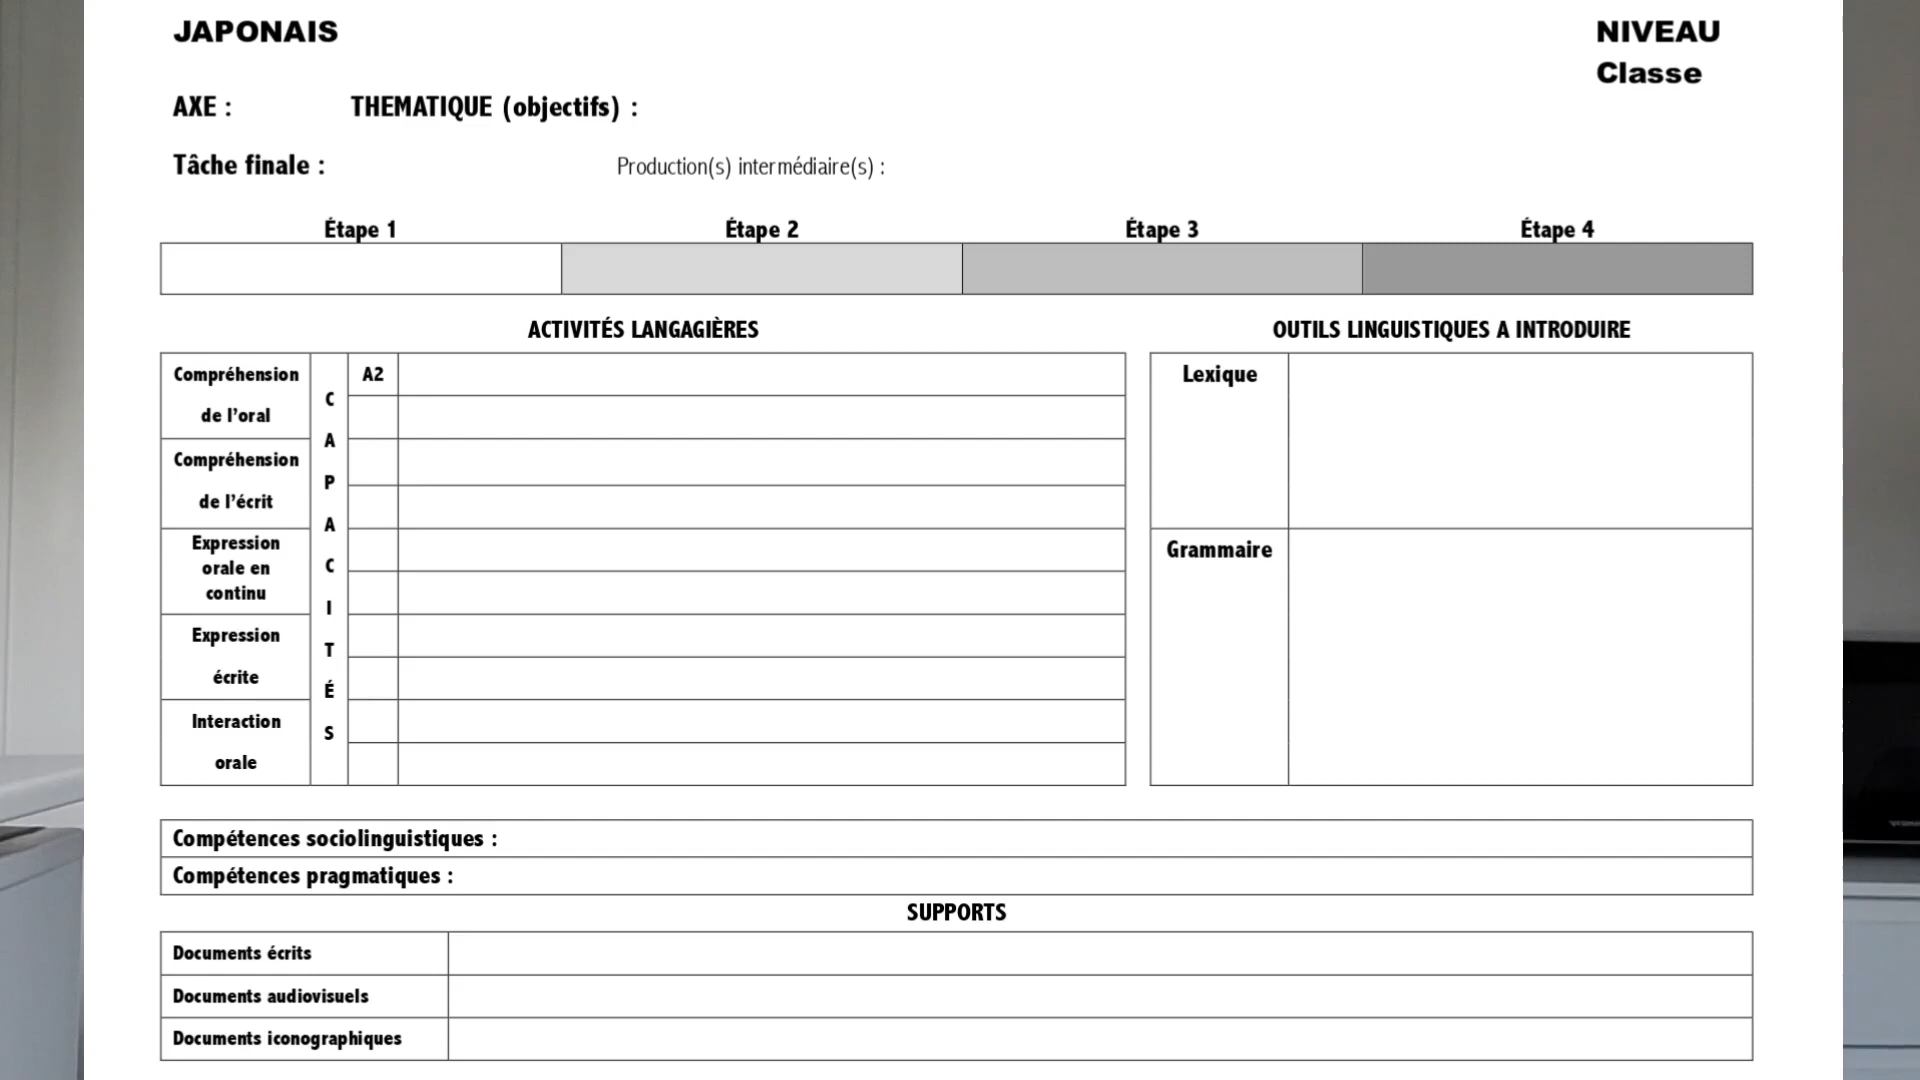 JAPONAIS
NIVEAU
Classe
AXE :
THEMATIQUE (objectifs) :
Tâche finale :
Production(s) intermédiaire(s) :
Étape 1
Étape 2
Étape 3
Étape 4
ACTIVITÉS LANGAGIÈRES
Compréhension
de l’oral
Compréhension
de l’écrit
Expression
orale en
continu
Expression
écrite
Interaction
orale
C
A
P
A
C
I
T
É
S
A2
OUTILS LINGUISTIQUES A INTRODUIRE
Lexique
Grammaire
Compétences sociolinguistiques :
Compétences pragmatiques :
SUPPORTS
Documents écrits
Documents audiovisuels
Documents iconographiques